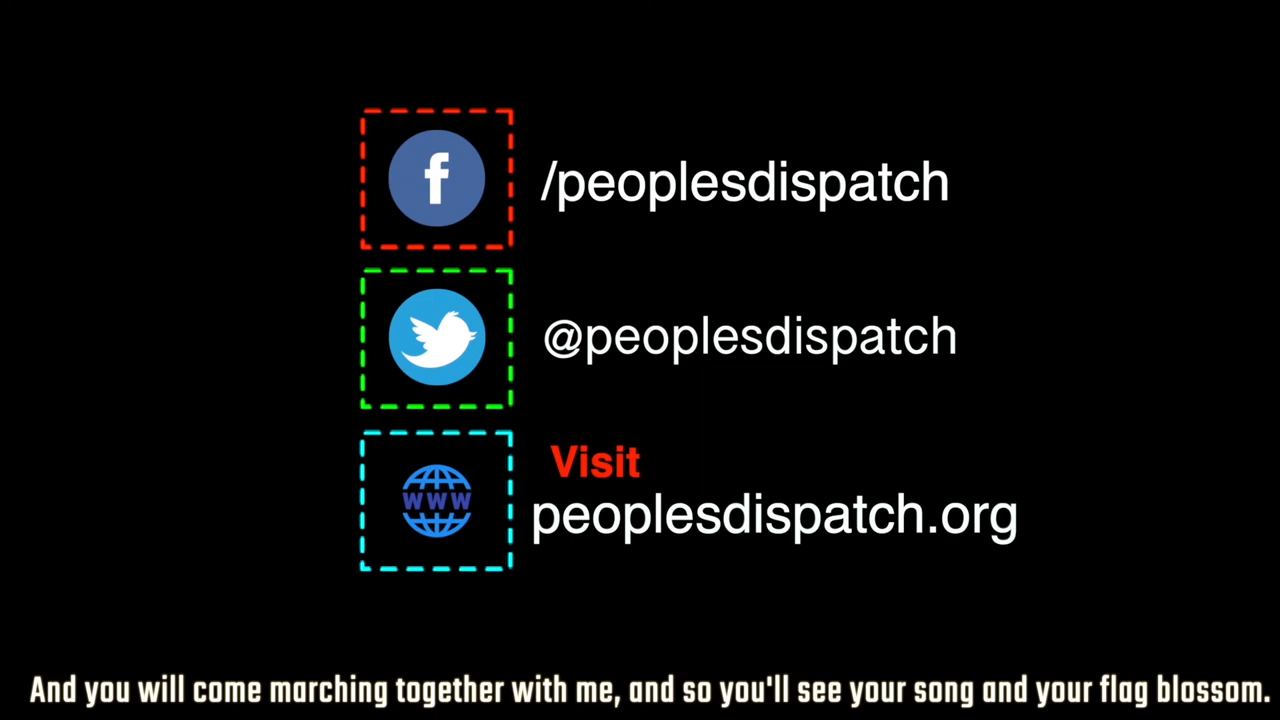 f
/peoplesdispatch
@peoplesdispatch
Visit
www
peoplesdispatch.org
And you will come marching together with me, and so you'll see your song and your flag blossom.